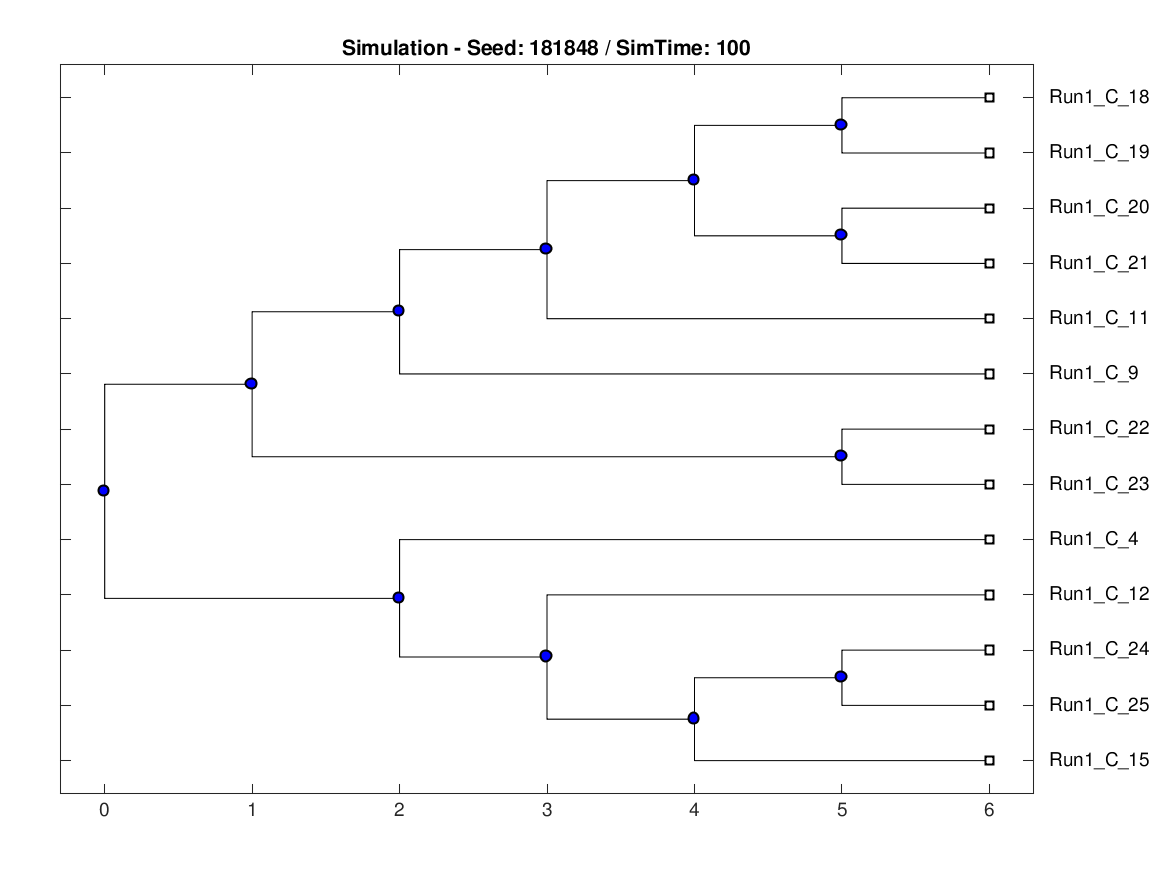 Simulation - Seed: 181848 / SimTime: 100
Run1_C_18
Run1_C_19
Run1_C_20
Run1_C_21
Run1_C_11
Run1_C_9
Run1_C_22
Run1_C_23
Run1_C_4
Run1_C_12
Run1_C_24
Run1_C_25
Run1_C_15
0 1 2 3 4 5 6